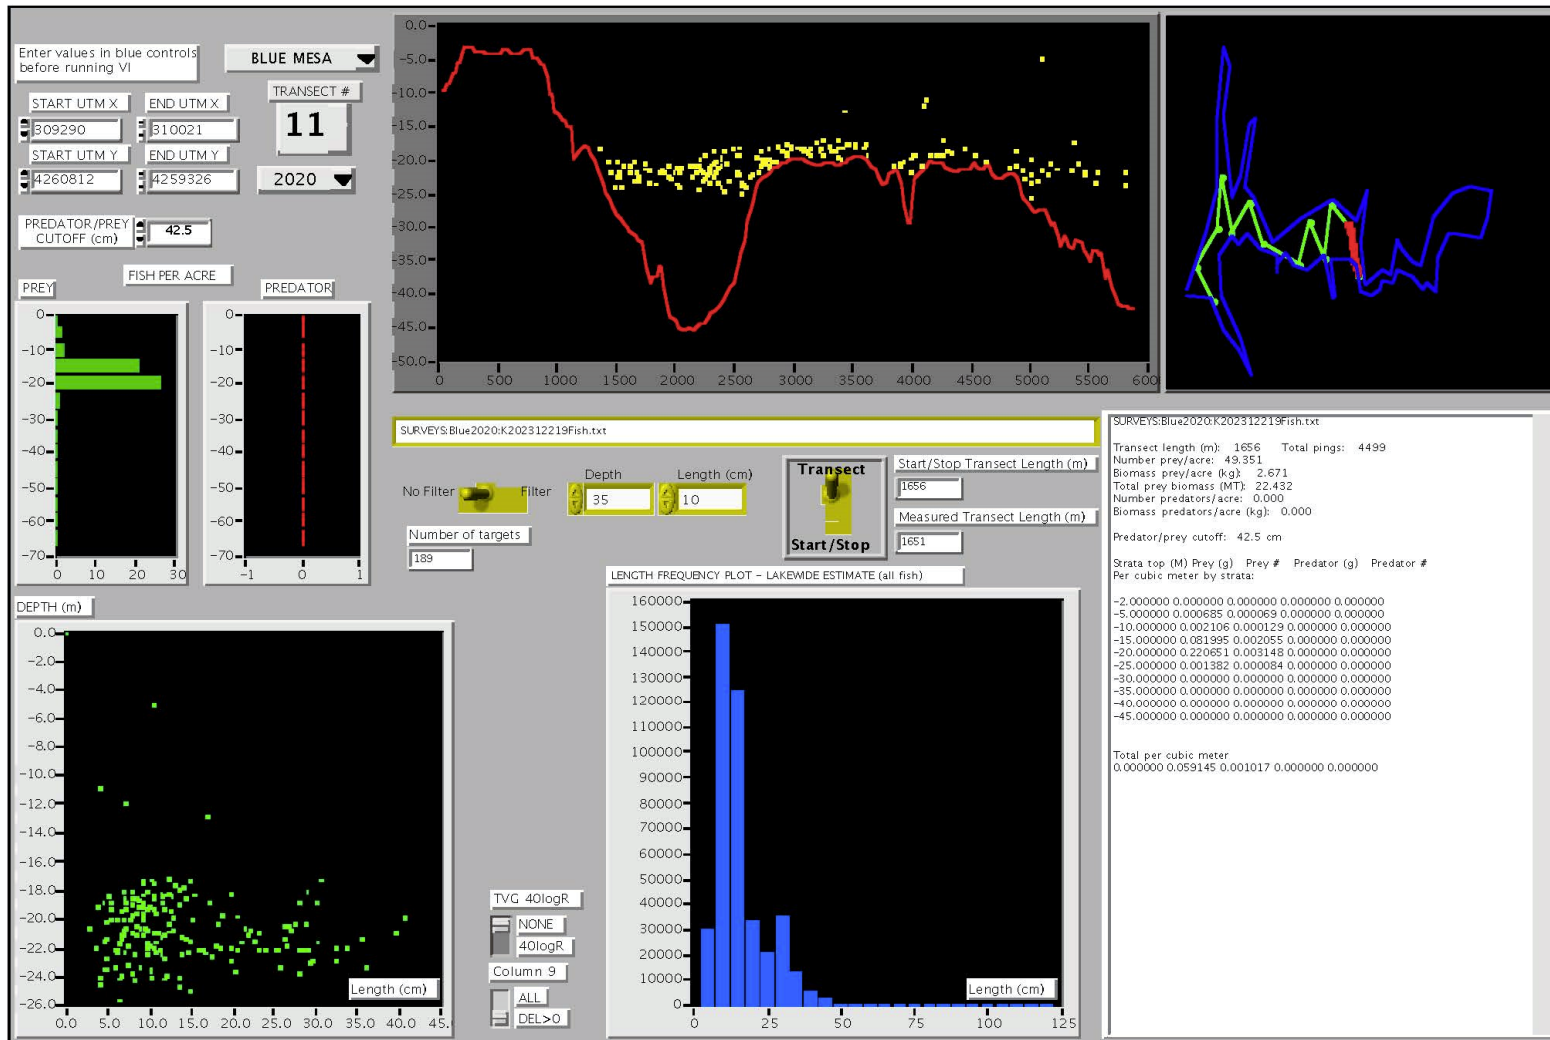 Enter values in blue controls
before running VI
BLUE MESA
START UTM X
END UTM X
309290
310021
START UTM Y
END UTM Y
4260812
4259326
TRANSECT #
11
2020
PREDATOR/PREY
CUTOFF (cm)
42.5
FISH PER ACRE
PREY
PREDATOR
0
-10
-20
-30
-40
-50
-60
-70
0 10 20 30
0
-10
-20
-30
-40
-50
-60
-70
-1 0 1
0.0
-5.0
-10.0
-15.0
-20.0
-25.0
-30.0
-35.0
-40.0
-45.0
-50.0
0 500 1000 1500 2000 2500 3000 3500 4000 4500 5000 5500 600
SURVEYS:Blue2020:K202312219Fish.txt
No Filter
Filter
Depth
35
Length (cm)
10
Number of targets
189
Transect
Start/Stop
Start/Stop Transect Length (m)
1656
Measured Transect Length (m)
1651
DEPTH (m)
0.0
-2.0
-4.0
-6.0
-8.0
-10.0
-12.0
-14.0
-16.0
-18.0
-20.0
-22.0
-24.0
-26.0
Length (cm)
0.0 5.0 10.0 15.0 20.0 25.0 30.0 35.0 40.0 45.
TVG 40logR
NONE
40logR
Column 9
ALL
DEL>0
LENGTH FREQUENCY PLOT - LAKEWIDE ESTIMATE (all fish)
160000
150000
140000
130000
120000
110000
100000
90000
80000
70000
60000
50000
40000
30000
20000
10000
0
Length (cm)
0 25 50 75 100 125
SURVEYS:Blue2020:K202312219Fish.txt
Transect length (m): 1656 Total pings: 4499
Number prey/acre: 49.351
Biomass prey/acre (kg): 2.671
Total prey biomass (MT): 22.432
Number predators/acre: 0.000
Biomass predators/acre (kg): 0.000
Predator/prey cutoff: 42.5 cm
Strata top (M) Prey (g) Prey # Predator (g) Predator #
Per cubic meter by strata:
-2.000000 0.000000 0.000000 0.000000 0.000000
-5.000000 0.000685 0.000069 0.000000 0.000000
-10.000000 0.002106 0.000129 0.000000 0.000000
-15.000000 0.081995 0.002055 0.000000 0.000000
-20.000000 0.220651 0.003148 0.000000 0.000000
-25.000000 0.001382 0.000084 0.000000 0.000000
-30.000000 0.000000 0.000000 0.000000 0.000000
-35.000000 0.000000 0.000000 0.000000 0.000000
-40.000000 0.000000 0.000000 0.000000 0.000000
-45.000000 0.000000 0.000000 0.000000 0.000000
Total per cubic meter
0.000000 0.059145 0.001017 0.000000 0.000000